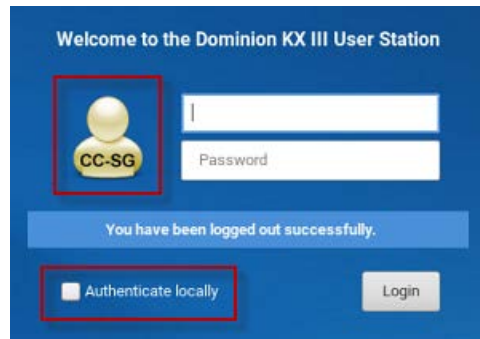 Welcome to the Dominion KX III User Station
CC-SG
Password
You have been logged out successfully.
Authenticate locally
Login